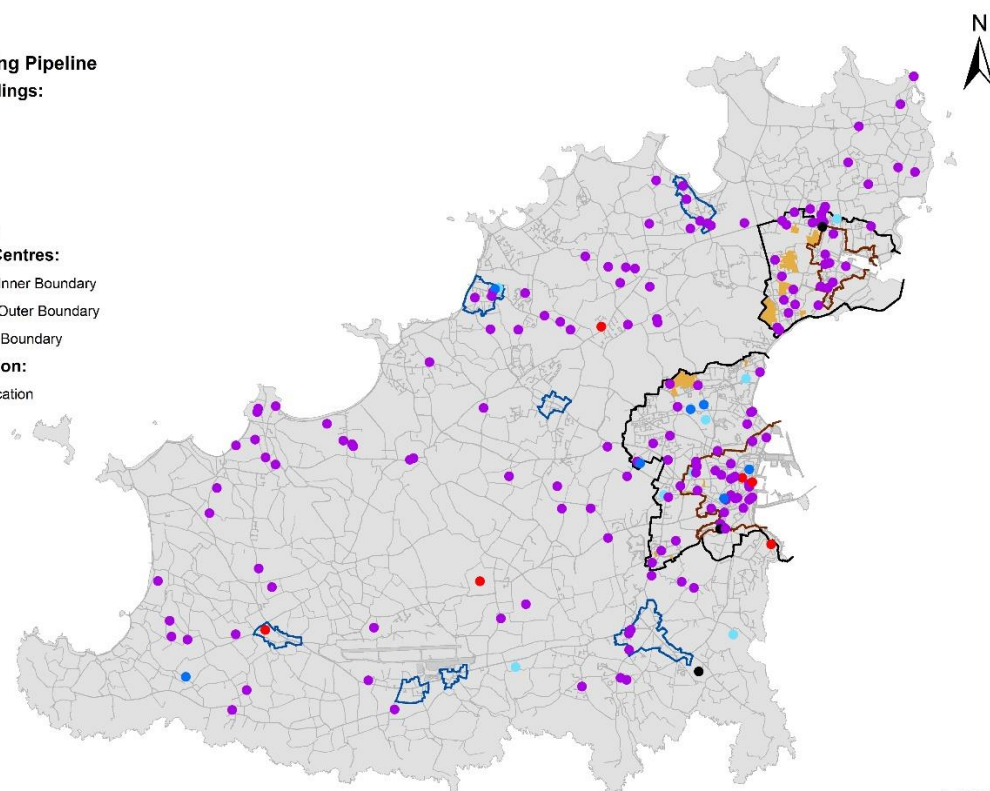 ng Pipeline
lings:
Centres:
Inner Boundary
Outer Boundary
Boundary
on:
cation
N